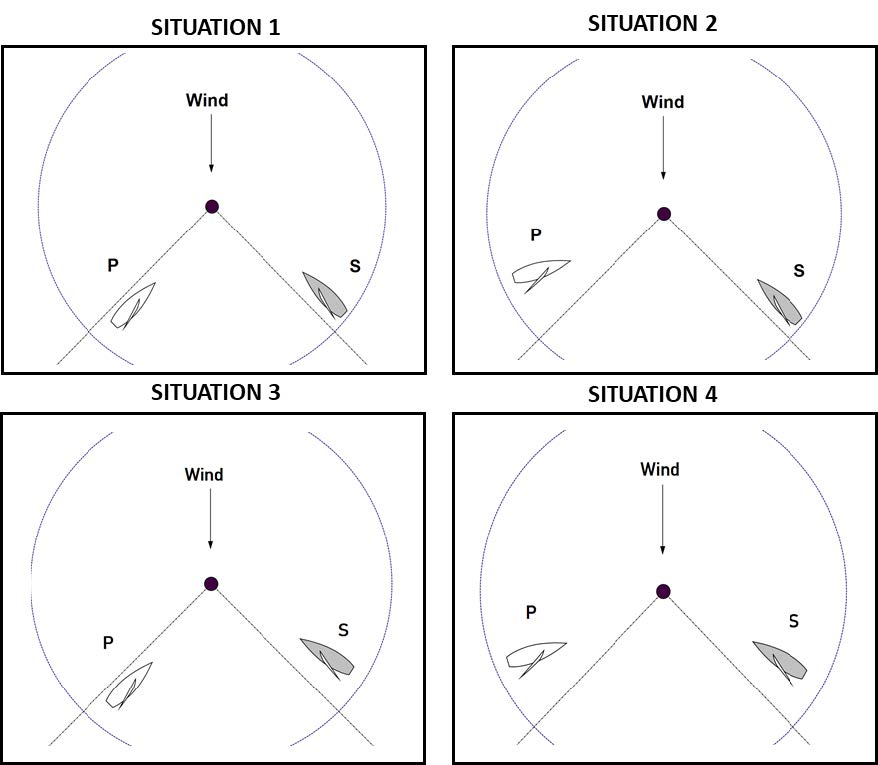 SITUATION 1
Wind
P
S
SITUATION 2
Wind
P
S
SITUATION 3
Wind
P
S
SITUATION 4
Wind
P
S